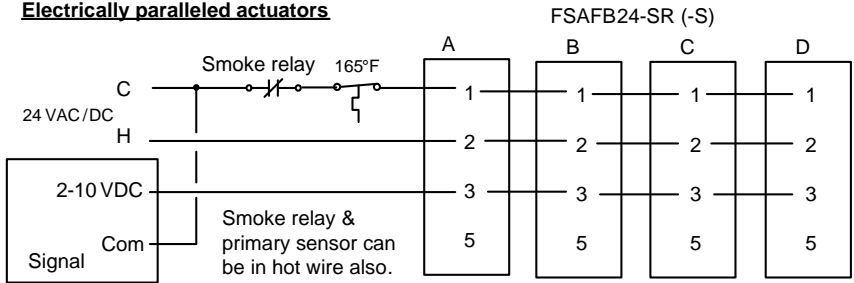 Electrically paralleled actuators
FSAFB24-SR (-S)
A B C D
Smoke relay 165°F
C
24 VAC/DC
H
1 1 1 1
2 2 2 2
2-10 VDC
3 3 3 3
Smoke relay &
primary sensor can
be in hot wire also.
Com
Signal
5 5 5 5